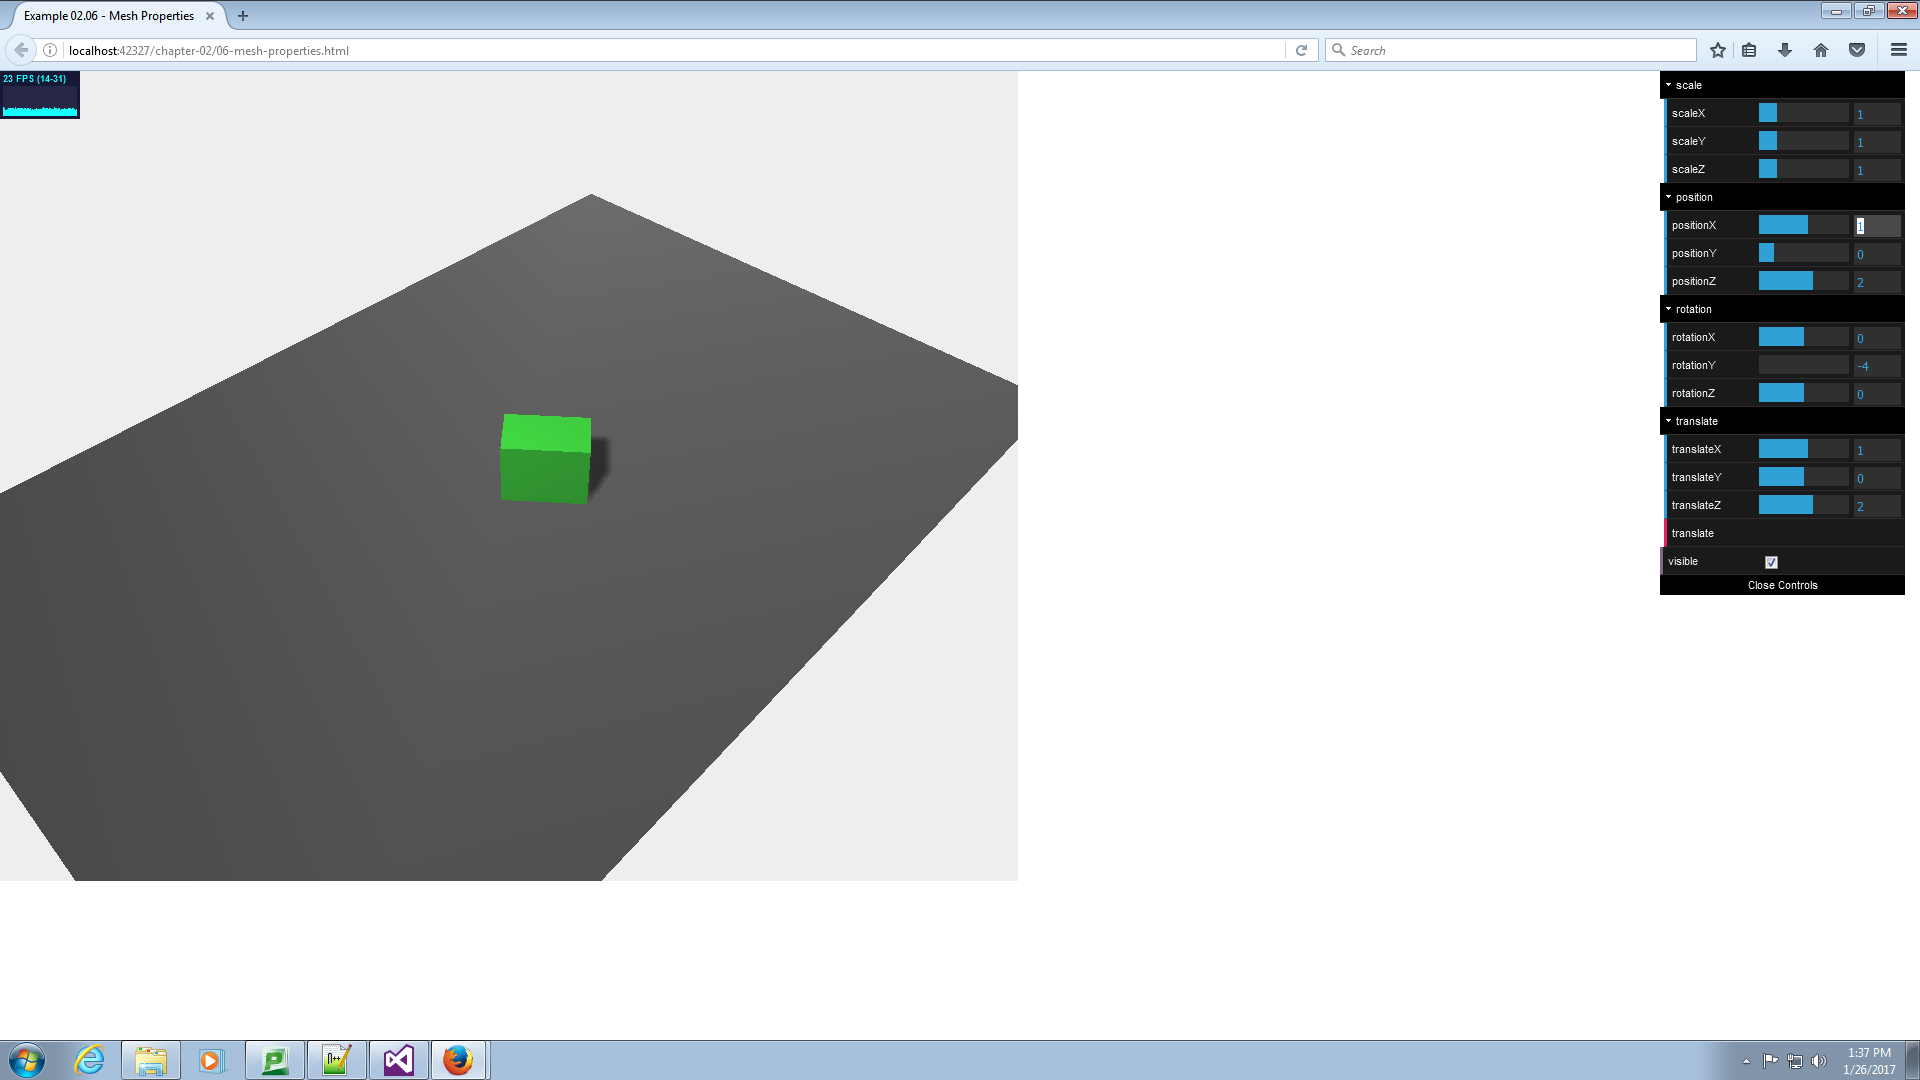 Example 02.06 - Mesh Properties
localhost:42327/chapter-02/06-mesh-properties.html
Search
23 FPS (14-31)
scale
scaleX 1
scaleY 1
scaleZ 1
position
positionX 1
positionY 0
positionZ 2
rotation
rotationX 0
rotationY -4
rotationZ 0
translate
translateX 1
translateY 0
translateZ 2
translate
visible
Close Controls
1:37 PM
1/26/2017